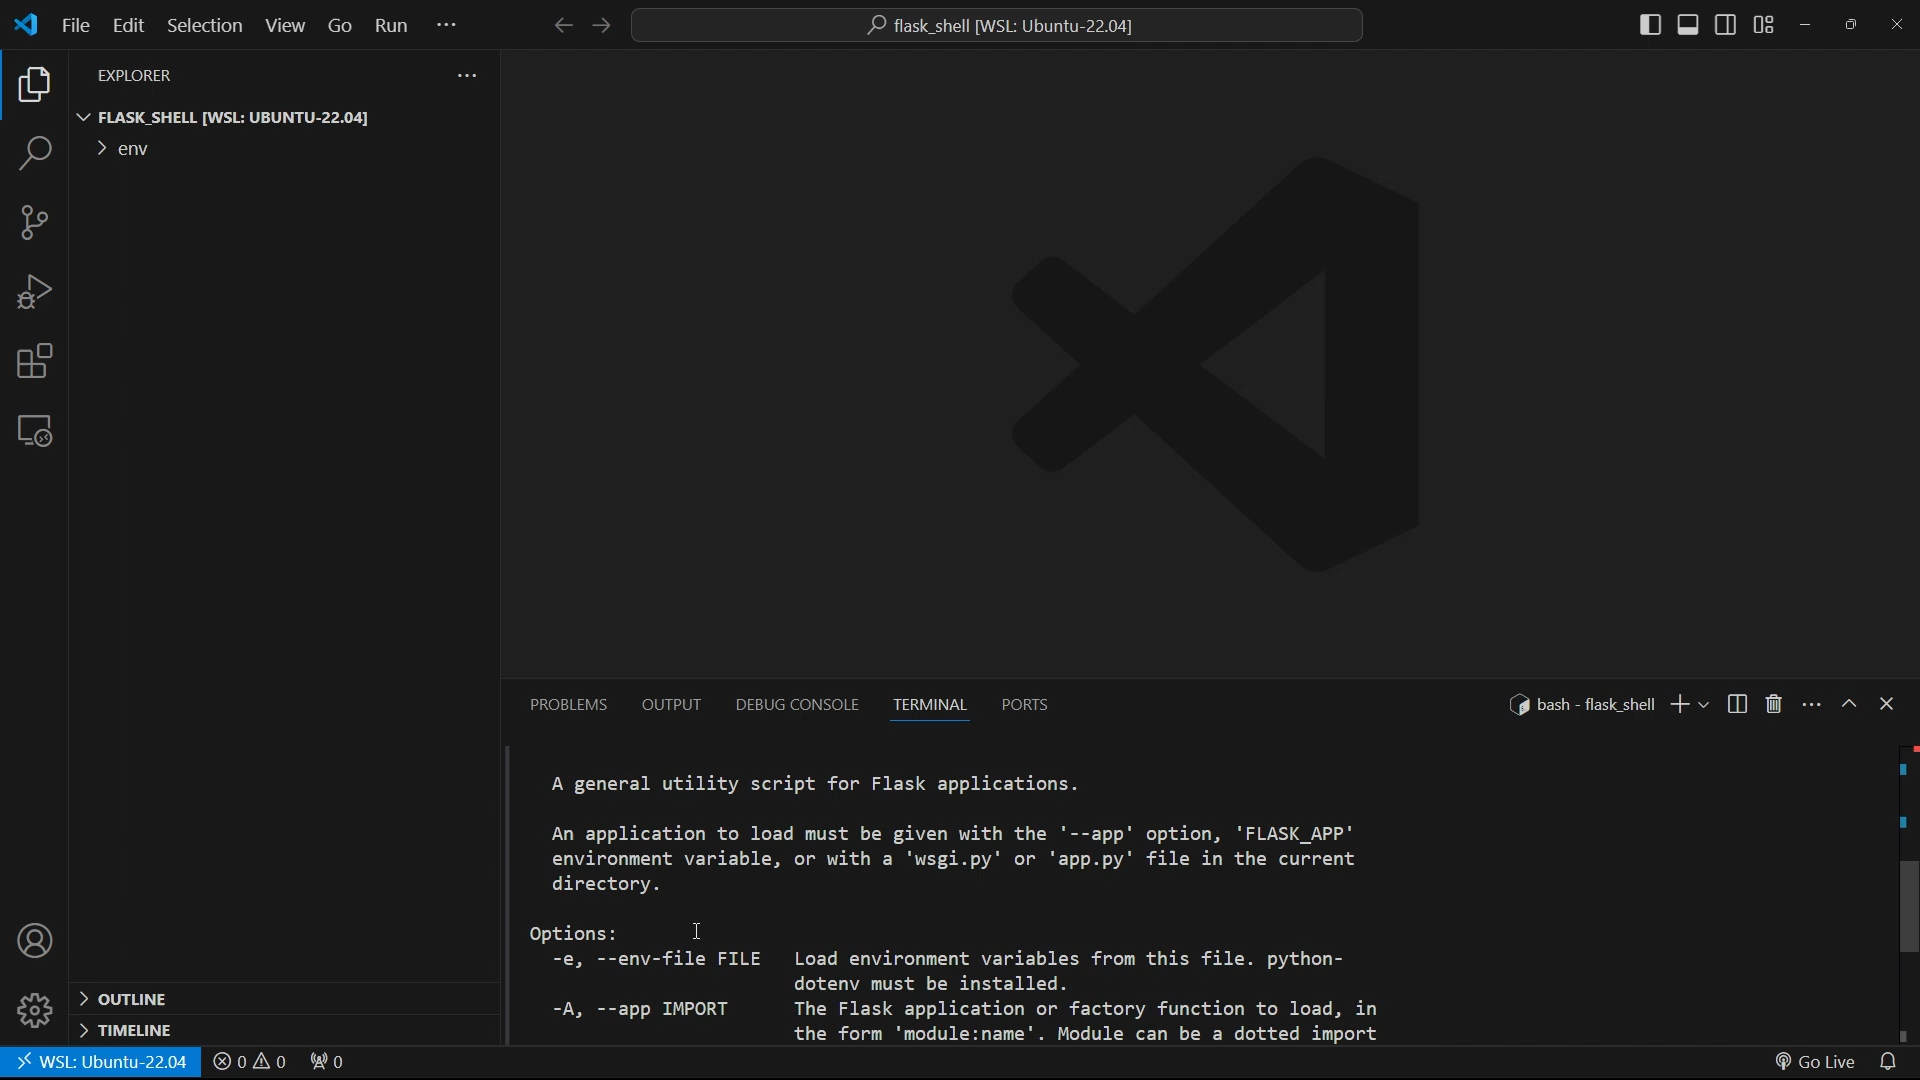 File Edit Selection View Go Run ···
flask_shell [WSL: Ubuntu-22.04]
EXPLORER
FLASK_SHELL [WSL: UBUNTU-22.04]
env
OUTLINE
TIMELINE
PROBLEMS OUTPUT DEBUG CONSOLE TERMINAL PORTS
bash - flask_shell
A general utility script for Flask applications.
An application to load must be given with the '--app' option, 'FLASK_APP'
environment variable, or with a 'wsgi.py' or 'app.py' file in the current
directory.
Options:
-e, --env-file FILE Load environment variables from this file. python-
dotenv must be installed.
-A, --app IMPORT The Flask application or factory function to load, in
the form 'module:name'. Module can be a dotted import
WSL: Ubuntu-22.04 0 0 0 Go Live